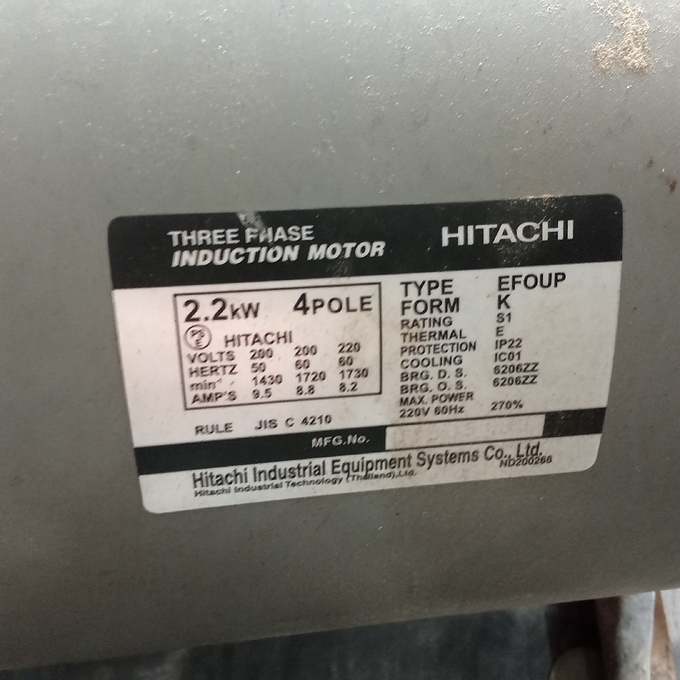 THREE PHASE
INDUCTION MOTOR
HITACHI
2.2kW 4POLE
PS
E
HITACHI
VOLTS 200 200 220
HERTZ 50 60 60
min⁻ 1430 1720 1730
AMP'S 9.5 8.8 8.2
RULE JIS C 4210
TYPE EFOUP
FORM K
RATING S1
THERMAL E
PROTECTION IP22
COOLING IC01
BRG. D. S. 6206ZZ
BRG. O. S. 6206ZZ
MAX. POWER
220V 60Hz 270%
MFG.No.
Hitachi Industrial Equipment Systems Co., Ltd.
Hitachi Industrial Technology (Thailand),Ltd.
ND200266